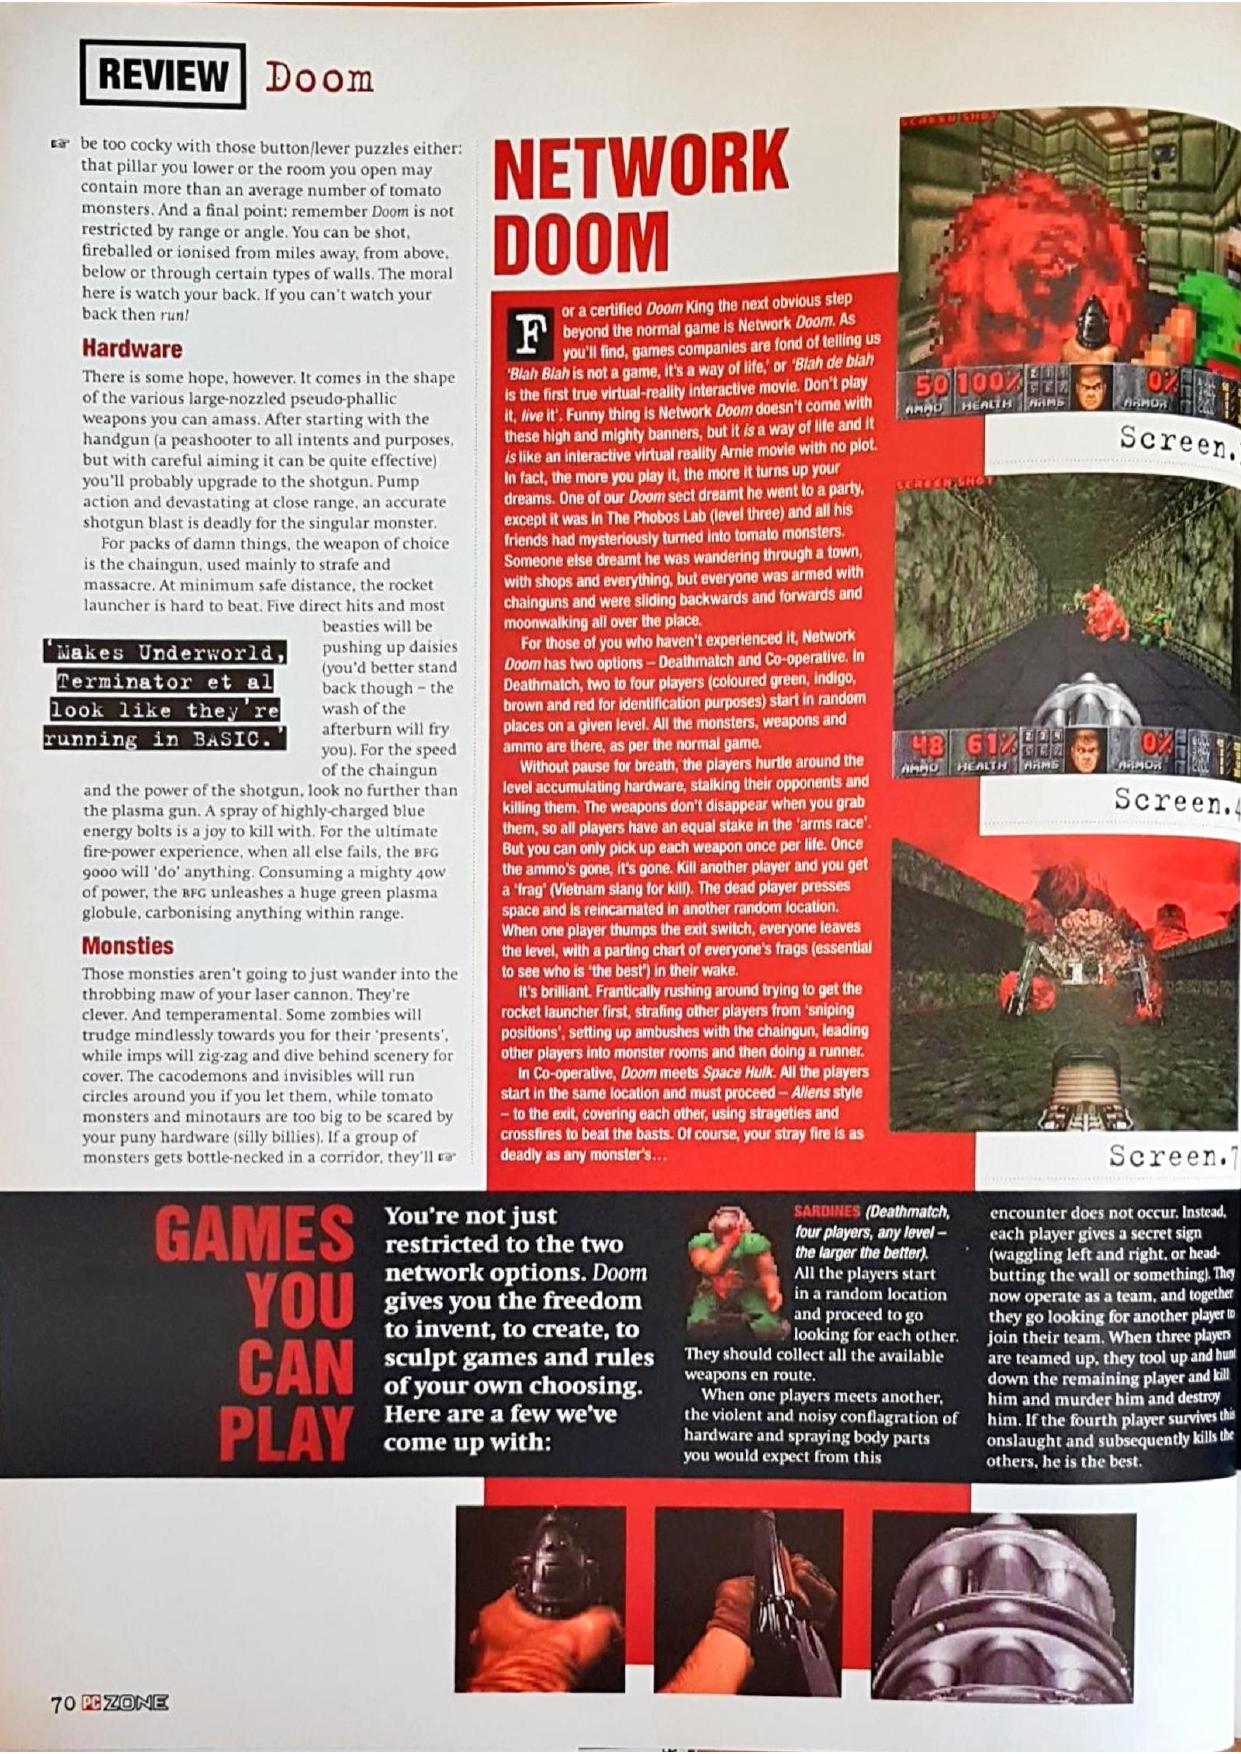 REVIEW Doom
☞ be too cocky with those button/lever puzzles either:
that pillar you lower or the room you open may
contain more than an average number of tomato
monsters. And a final point: remember Doom is not
restricted by range or angle. You can be shot,
fireballed or ionised from miles away, from above,
below or through certain types of walls. The moral
here is watch your back. If you can't watch your
back then run!
Hardware
There is some hope, however. It comes in the shape
of the various large-nozzled pseudo-phallic
weapons you can amass. After starting with the
handgun (a peashooter to all intents and purposes,
but with careful aiming it can be quite effective)
you'll probably upgrade to the shotgun. Pump
action and devastating at close range, an accurate
shotgun blast is deadly for the singular monster.
For packs of damn things, the weapon of choice
is the chaingun, used mainly to strafe and
massacre. At minimum safe distance, the rocket
launcher is hard to beat. Five direct hits and most
beasties will be
pushing up daisies
(you'd better stand
back though – the
wash of the
afterburn will fry
you). For the speed
of the chaingun
and the power of the shotgun, look no further than
the plasma gun. A spray of highly-charged blue
energy bolts is a joy to kill with. For the ultimate
fire-power experience, when all else fails, the BFG
9000 will 'do' anything. Consuming a mighty 40W
of power, the BFG unleashes a huge green plasma
globule, carbonising anything within range.
'Makes Underworld,
Terminator et al
look like they're
running in BASIC.'
Monsties
Those monsties aren't going to just wander into the
throbbing maw of your laser cannon. They're
clever. And temperamental. Some zombies will
trudge mindlessly towards you for their 'presents',
while imps will zig-zag and dive behind scenery for
cover. The cacodemons and invisibles will run
circles around you if you let them, while tomato
monsters and minotaurs are too big to be scared by
your puny hardware (silly billies). If a group of
monsters gets bottle-necked in a corridor, they'll ☞
NETWORK
DOOM
For a certified Doom King the next obvious step
beyond the normal game is Network Doom. As
you'll find, games companies are fond of telling us
'Blah Blah is not a game, it's a way of life,' or 'Blah de blah
is the first true virtual-reality interactive movie. Don't play
it, live it'. Funny thing is Network Doom doesn't come with
these high and mighty banners, but it is a way of life and it
is like an interactive virtual reality Arnie movie with no plot.
In fact, the more you play it, the more it turns up your
dreams. One of our Doom sect dreamt he went to a party,
except it was in The Phobos Lab (level three) and all his
friends had mysteriously turned into tomato monsters.
Someone else dreamt he was wandering through a town,
with shops and everything, but everyone was armed with
chainguns and were sliding backwards and forwards and
moonwalking all over the place.
For those of you who haven't experienced it, Network
Doom has two options – Deathmatch and Co-operative. In
Deathmatch, two to four players (coloured green, indigo,
brown and red for identification purposes) start in random
places on a given level. All the monsters, weapons and
ammo are there, as per the normal game.
Without pause for breath, the players hurtle around the
level accumulating hardware, stalking their opponents and
killing them. The weapons don't disappear when you grab
them, so all players have an equal stake in the 'arms race'.
But you can only pick up each weapon once per life. Once
the ammo's gone, it's gone. Kill another player and you get
a 'frag' (Vietnam slang for kill). The dead player presses
space and is reincarnated in another random location.
When one player thumps the exit switch, everyone leaves
the level, with a parting chart of everyone's frags (essential
to see who is 'the best') in their wake.
It's brilliant. Frantically rushing around trying to get the
rocket launcher first, strafing other players from 'sniping
positions', setting up ambushes with the chaingun, leading
other players into monster rooms and then doing a runner.
In Co-operative, Doom meets Space Hulk. All the players
start in the same location and must proceed – Aliens style
– to the exit, covering each other, using strageties and
crossfires to beat the basts. Of course, your stray fire is as
deadly as any monster's...
SCREEN SHOT
50 100% 0%
AMMO HEALTH ARMS ARMOR
Screen.
SCREEN SHOT
48 61% 0%
AMMO HEALTH ARMS ARMOR
Screen.4
Screen.7
GAMES
YOU
CAN
PLAY
You're not just
restricted to the two
network options. Doom
gives you the freedom
to invent, to create, to
sculpt games and rules
of your own choosing.
Here are a few we've
come up with:
SARDINES (Deathmatch,
four players, any level –
the larger the better).
All the players start
in a random location
and proceed to go
looking for each other.
They should collect all the available
weapons en route.
When one players meets another,
the violent and noisy conflagration of
hardware and spraying body parts
you would expect from this
encounter does not occur. Instead,
each player gives a secret sign
(waggling left and right, or head-
butting the wall or something). They
now operate as a team, and together
they go looking for another player to
join their team. When three players
are teamed up, they tool up and hunt
down the remaining player and kill
him and murder him and destroy
him. If the fourth player survives this
onslaught and subsequently kills the
others, he is the best.
70 PC ZONE